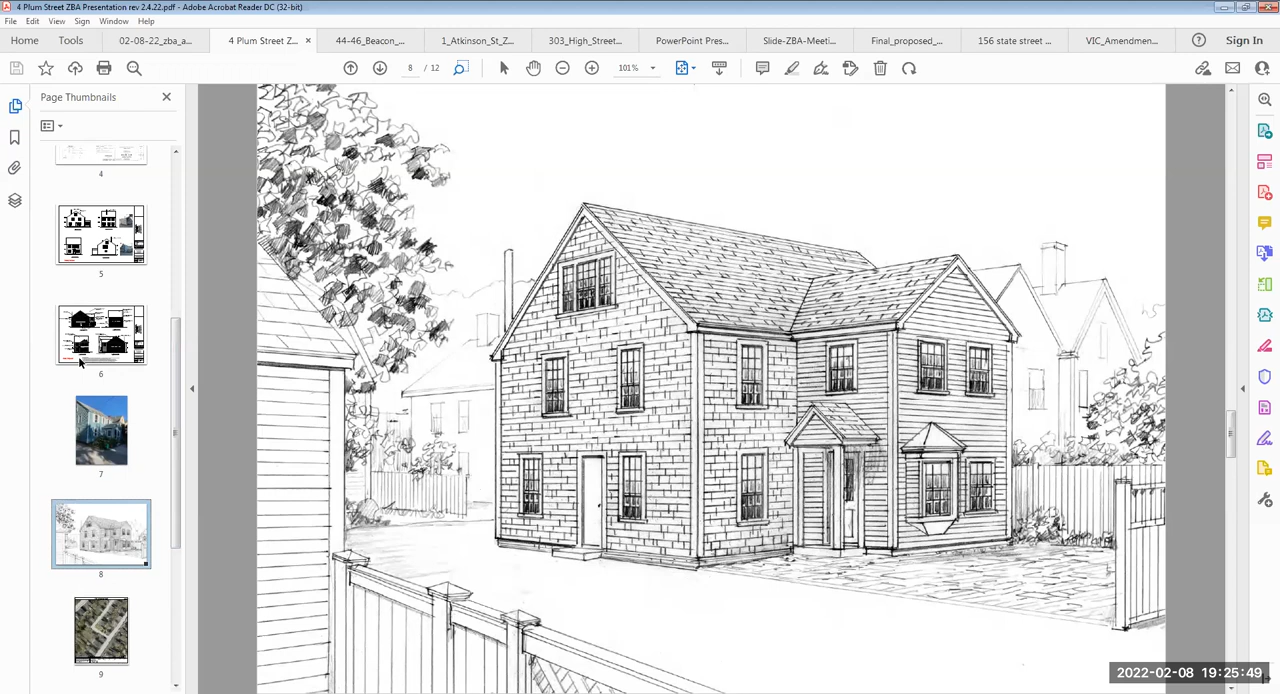 4 Plum Street ZBA Presentation rev 2.4.22.pdf - Adobe Acrobat Reader DC (32-bit)
File Edit View Sign Window Help
Home Tools 02-08-22_zba_a... 4 Plum Street Z... × 44-46_Beacon_... 1_Atkinson_St_Z... 303_High_Street... PowerPoint Pres... Slide-ZBA-Meeti... Final_proposed_... 156 state street ... VIC_Amendmen... Sign In
8 / 12 101%
Page Thumbnails
4
5
6
7
8
9
2022-02-08 19:25:49